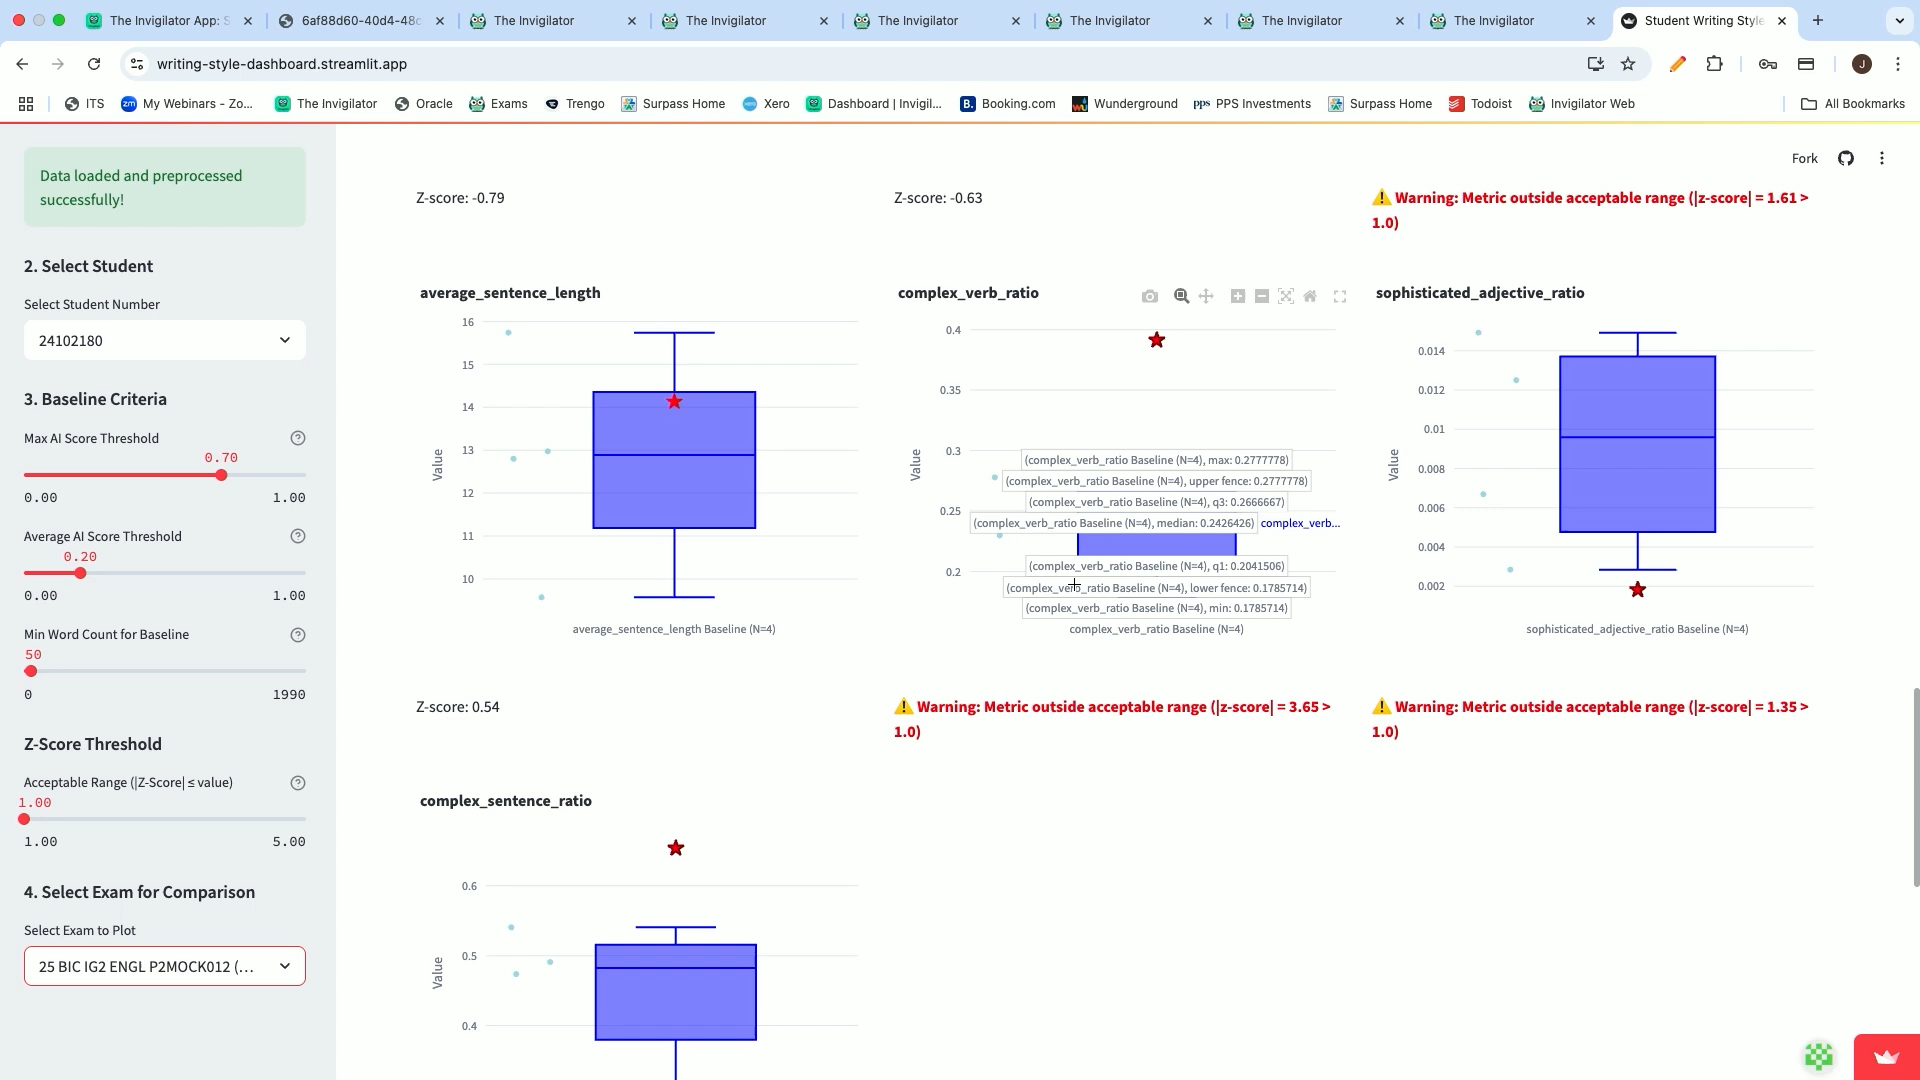 The Invigilator App: S
6af88d60-40d4-48c
The Invigilator
The Invigilator
The Invigilator
The Invigilator
The Invigilator
The Invigilator
Student Writing Style
writing-style-dashboard.streamlit.app
J
ITS
zm My Webinars - Zo...
The Invigilator
Oracle
Exams
Trengo
Surpass Home
Xero
Dashboard | Invigil...
B. Booking.com
Wunderground
pps PPS Investments
Surpass Home
Todoist
Invigilator Web
All Bookmarks
Data loaded and preprocessed
successfully!
2. Select Student
Select Student Number
24102180
3. Baseline Criteria
Max AI Score Threshold
0.70
0.00 1.00
Average AI Score Threshold
0.20
0.00 1.00
Min Word Count for Baseline
50
0 1990
Z-Score Threshold
Acceptable Range (|Z-Score| ≤ value)
1.00
1.00 5.00
4. Select Exam for Comparison
Select Exam to Plot
25 BIC IG2 ENGL P2MOCK012 (...
Fork
Z-score: -0.79
Z-score: -0.63
⚠️ Warning: Metric outside acceptable range (|z-score| = 1.61 >
1.0)
average_sentence_length
16
15
14
13
12
11
10
Value
average_sentence_length Baseline (N=4)
complex_verb_ratio
0.4
0.35
0.3
0.25
0.2
Value
(complex_verb_ratio Baseline (N=4), max: 0.2777778)
(complex_verb_ratio Baseline (N=4), upper fence: 0.2777778)
(complex_verb_ratio Baseline (N=4), q3: 0.2666667)
(complex_verb_ratio Baseline (N=4), median: 0.2426426) complex_verb...
(complex_verb_ratio Baseline (N=4), q1: 0.2041506)
(complex_verb_ratio Baseline (N=4), lower fence: 0.1785714)
(complex_verb_ratio Baseline (N=4), min: 0.1785714)
complex_verb_ratio Baseline (N=4)
sophisticated_adjective_ratio
0.014
0.012
0.01
0.008
0.006
0.004
0.002
Value
sophisticated_adjective_ratio Baseline (N=4)
Z-score: 0.54
⚠️ Warning: Metric outside acceptable range (|z-score| = 3.65 >
1.0)
⚠️ Warning: Metric outside acceptable range (|z-score| = 1.35 >
1.0)
complex_sentence_ratio
0.6
0.5
0.4
Value